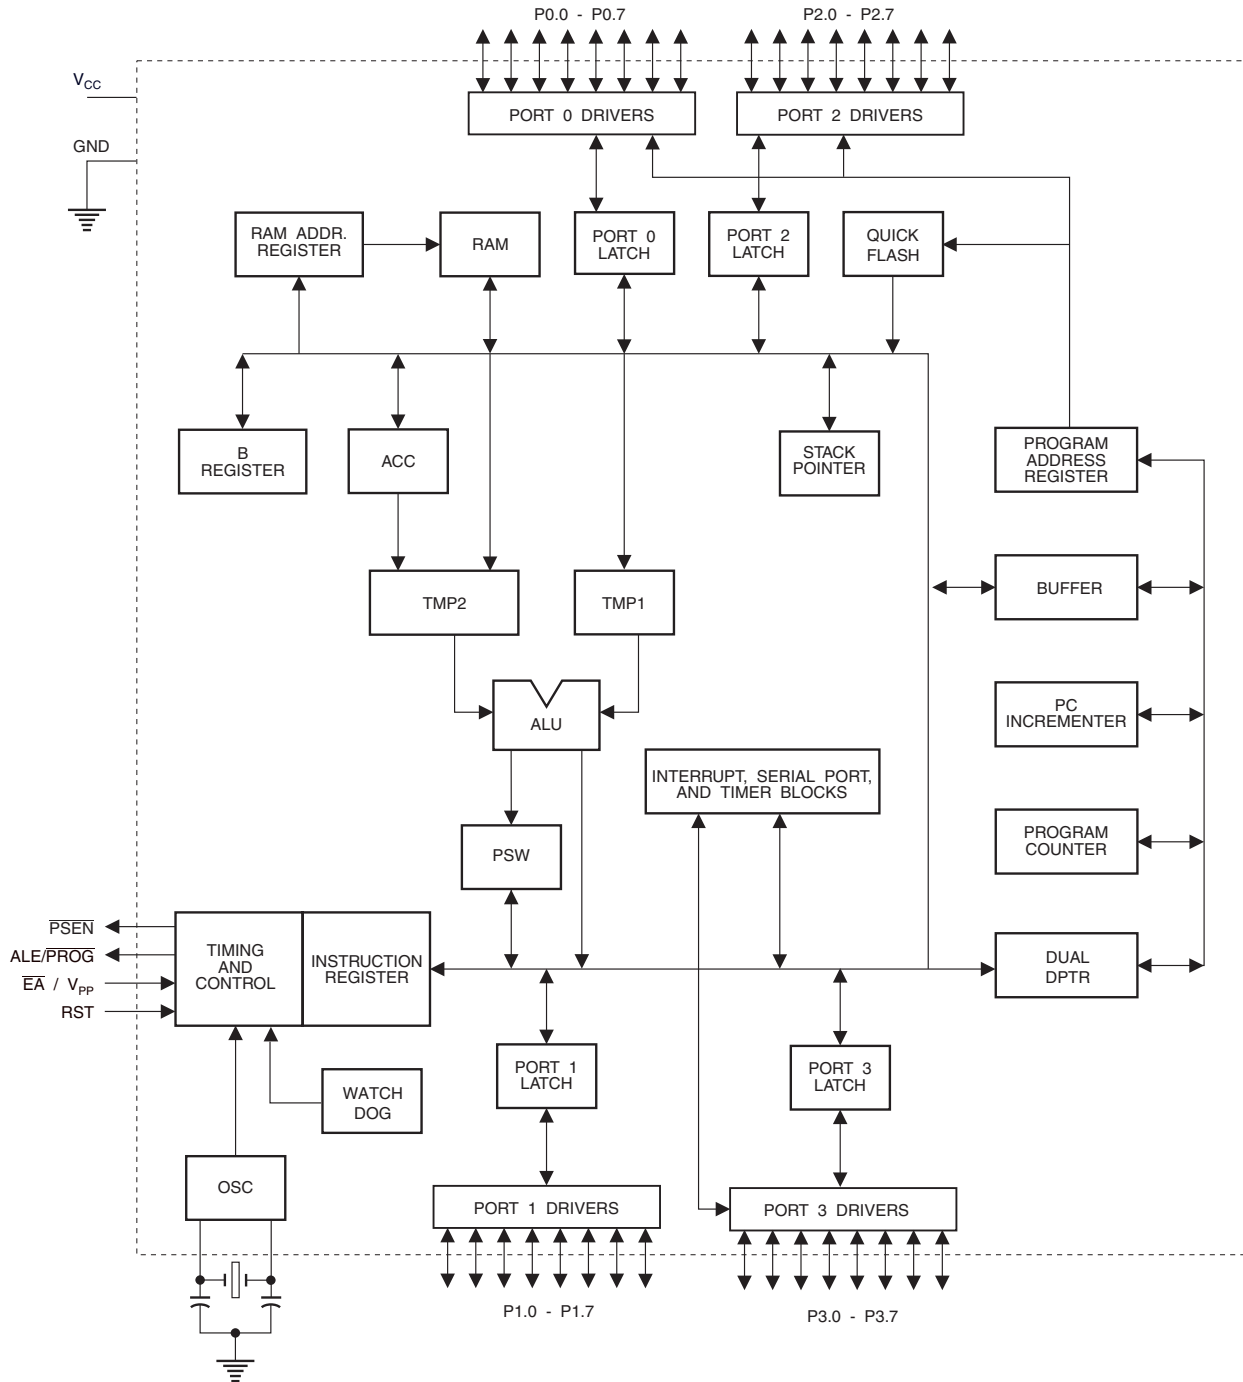 P0.0 - P0.7
P2.0 - P2.7
VCC
PORT 0 DRIVERS
PORT 2 DRIVERS
GND
RAM ADDR.
REGISTER
RAM
PORT 0
LATCH
PORT 2
LATCH
QUICK
FLASH
B
REGISTER
ACC
STACK
POINTER
PROGRAM
ADDRESS
REGISTER
TMP2
TMP1
BUFFER
ALU
PC
INCREMENTER
INTERRUPT, SERIAL PORT,
AND TIMER BLOCKS
PSW
PROGRAM
COUNTER
PSEN
ALE/PROG
EA / VPP
RST
TIMING
AND
CONTROL
INSTRUCTION
REGISTER
DUAL
DPTR
PORT 1
LATCH
PORT 3
LATCH
WATCH
DOG
OSC
PORT 1 DRIVERS
PORT 3 DRIVERS
P1.0 - P1.7
P3.0 - P3.7